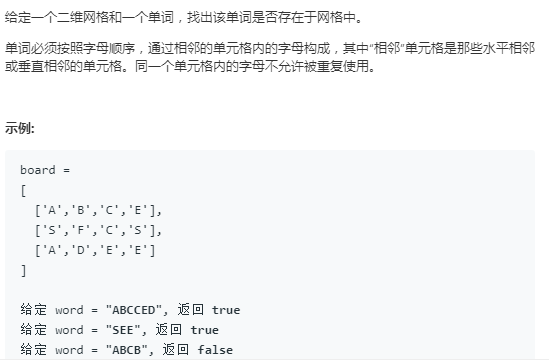 给定一个二维网格和一个单词，找出该单词是否存在于网格中。
单词必须按照字母顺序，通过相邻的单元格内的字母构成，其中“相邻”单元格是那些水平相邻
或垂直相邻的单元格。同一个单元格内的字母不允许被重复使用。
示例:
board =
[
  ['A','B','C','E'],
  ['S','F','C','S'],
  ['A','D','E','E']
]
给定 word = "ABCCED", 返回 true
给定 word = "SEE", 返回 true
给定 word = "ABCB", 返回 false